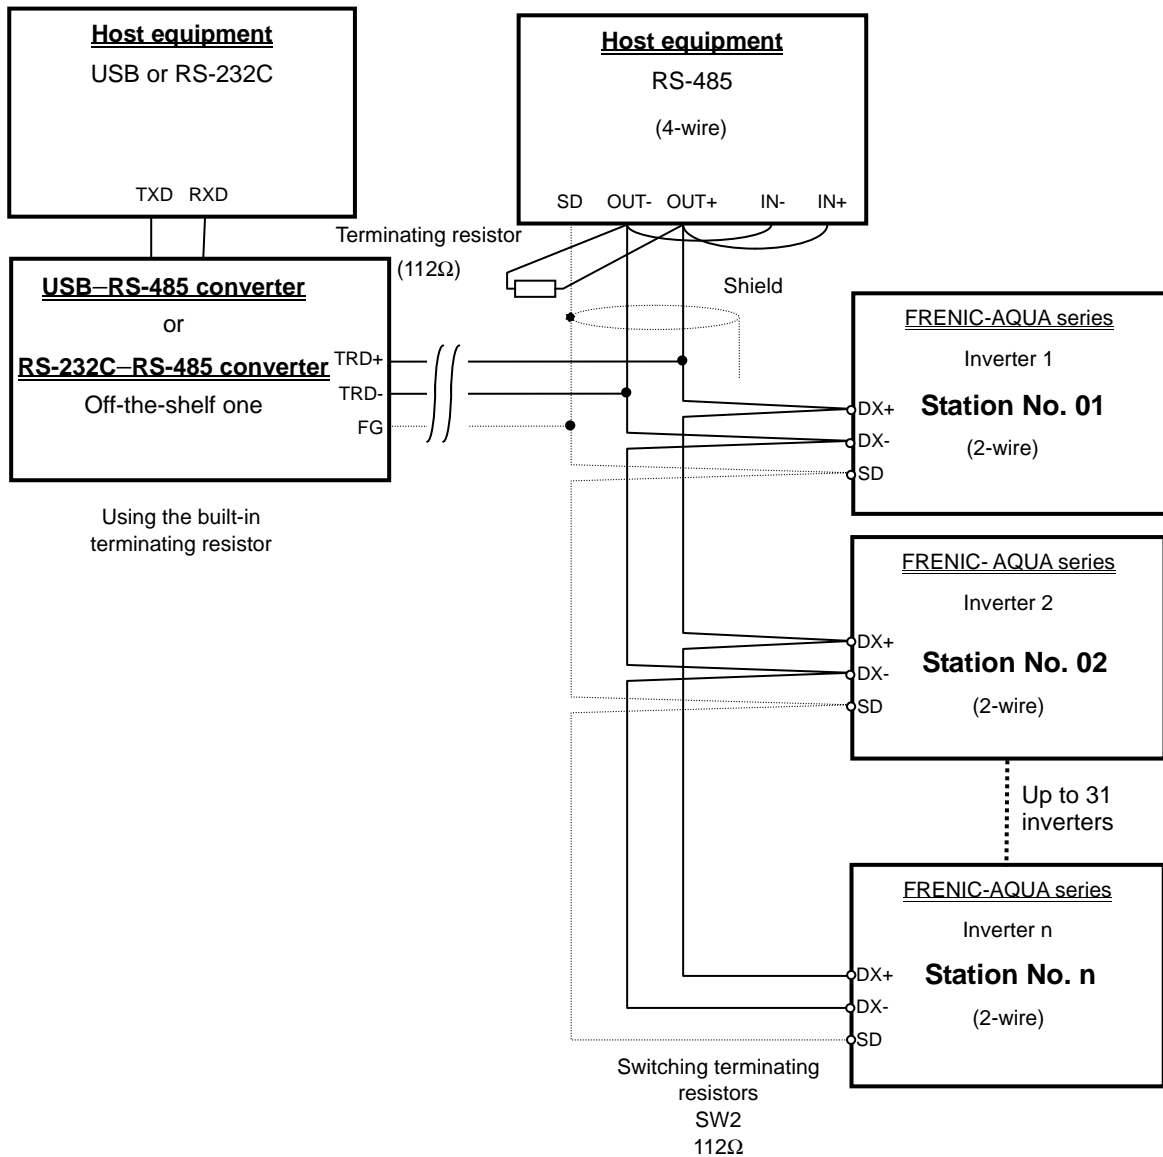 Host equipment
USB or RS-232C
TXD RXD
USB–RS-485 converter
or
RS-232C–RS-485 converter
Off-the-shelf one
TRD+
TRD-
FG
Using the built-in
terminating resistor
Host equipment
RS-485
(4-wire)
SD OUT- OUT+ IN- IN+
Terminating resistor
(112Ω)
Shield
FRENIC-AQUA series
Inverter 1
Station No. 01
(2-wire)
DX+
DX-
SD
FRENIC- AQUA series
Inverter 2
Station No. 02
(2-wire)
DX+
DX-
SD
Up to 31
inverters
FRENIC-AQUA series
Inverter n
Station No. n
(2-wire)
DX+
DX-
SD
Switching terminating
resistors
SW2
112Ω